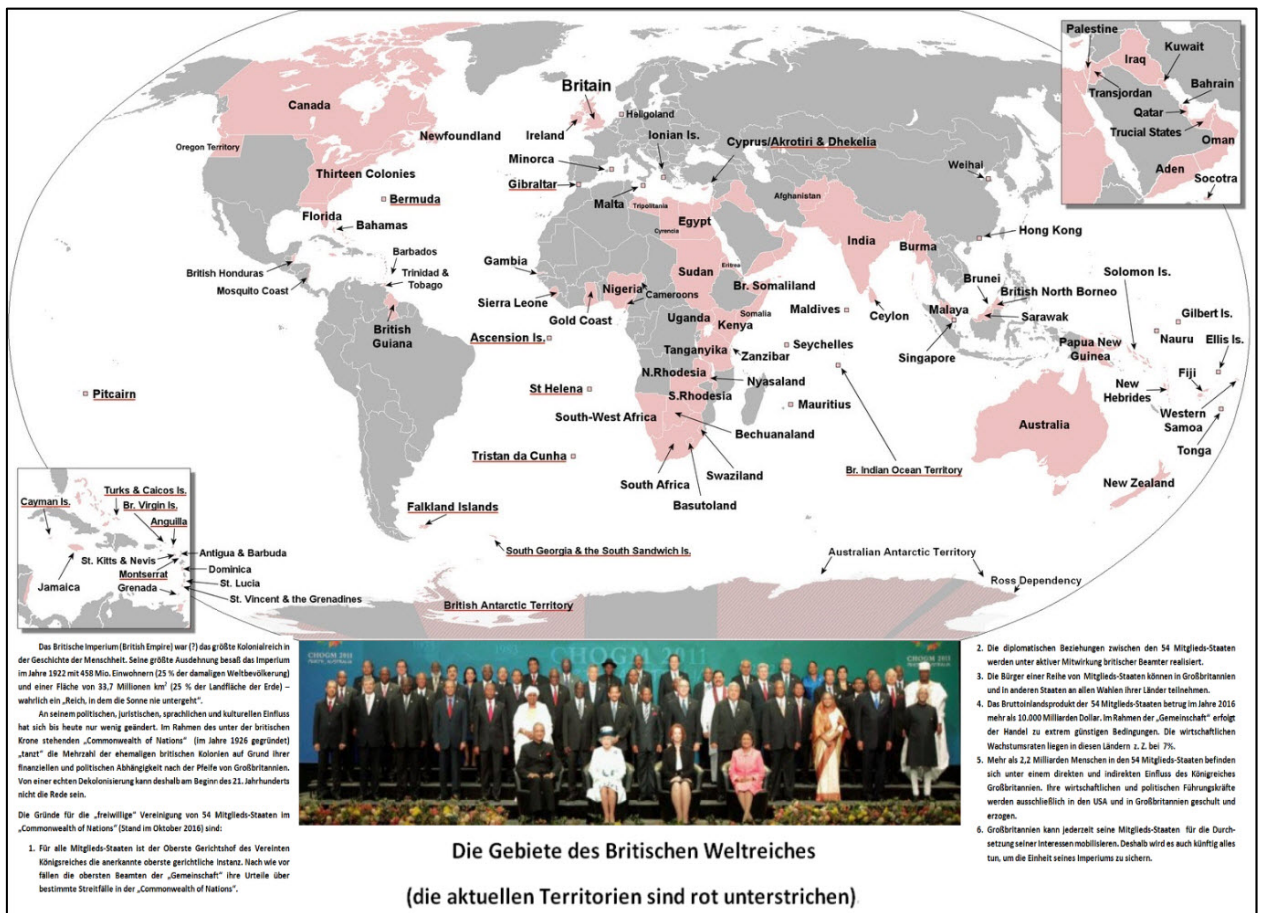 Palestine
Iraq
Kuwait
Transjordan
Bahrain
Qatar
Trucial States
Oman
Aden
Socotra
Canada
Newfoundland
Oregon Territory
Thirteen Colonies
Bermuda
Florida
Bahamas
British Honduras
Mosquito Coast
Barbados
Trinidad &
Tobago
British
Guiana
Pitcairn
Britain
Ireland
Heligoland
Ionian Is.
Minorca
Gibraltar
Malta
Cyprus/Akrotiri & Dhekelia
Weihai
Tripolitania
Cyrencia
Egypt
Afghanistan
India
Burma
Hong Kong
Gambia
Sierra Leone
Gold Coast
Nigeria
Cameroons
Sudan
Eritrea
Br. Somaliland
Somalia
Uganda
Kenya
Tanganyika
Zanzibar
Maldives
Ceylon
Seychelles
Malaya
Singapore
Brunei
British North Borneo
Sarawak
Solomon Is.
Gilbert Is.
Nauru
Ellis Is.
Papua New
Guinea
Fiji
New
Hebrides
Western
Samoa
Tonga
Ascension Is.
St Helena
N.Rhodesia
Nyasaland
S.Rhodesia
South-West Africa
Bechuanaland
Mauritius
Br. Indian Ocean Territory
Australia
New Zealand
Tristan da Cunha
South Africa
Swaziland
Basutoland
Falkland Islands
South Georgia & the South Sandwich Is.
Australian Antarctic Territory
Ross Dependency
British Antarctic Territory
Cayman Is.
Turks & Caicos Is.
Br. Virgin Is.
Anguilla
St. Kitts & Nevis
Antigua & Barbuda
Montserrat
Dominica
Jamaica
Grenada
St. Lucia
St. Vincent & the Grenadines
Das Britische Imperium (British Empire) war (?) das größte Kolonialreich in
der Geschichte der Menschheit. Seine größte Ausdehnung besaß das Imperium
im Jahre 1922 mit 458 Mio. Einwohnern (25 % der damaligen Weltbevölkerung)
und einer Fläche von 33,7 Millionen km² (25 % der Landfläche der Erde) –
wahrlich ein „Reich, in dem die Sonne nie untergeht".
An seinem politischen, juristischen, sprachlichen und kulturellen Einfluss
hat sich bis heute nur wenig geändert. Im Rahmen des unter der britischen
Krone stehenden „Commonwealth of Nations" (im Jahre 1926 gegründet)
„tanzt" die Mehrzahl der ehemaligen britischen Kolonien auf Grund ihrer
finanziellen und politischen Abhängigkeit nach der Pfeife von Großbritannien.
Von einer echten Dekolonisierung kann deshalb am Beginn des 21. Jahrhunderts
nicht die Rede sein.
Die Gründe für die „freiwillige" Vereinigung von 54 Mitglieds-Staaten im
„Commonwealth of Nations" (Stand im Oktober 2016) sind:
1. Für alle Mitglieds-Staaten ist der Oberste Gerichtshof des Vereinten
Königsreiches die anerkannte oberste gerichtliche Instanz. Nach wie vor
fällen die obersten Beamten der „Gemeinschaft" ihre Urteile über
bestimmte Streitfälle in der „Commonwealth of Nations".
CHOGM 2011
PERTH, AUSTRALIA
CHOGM 2011
Die Gebiete des Britischen Weltreiches
(die aktuellen Territorien sind rot unterstrichen)
2. Die diplomatischen Beziehungen zwischen den 54 Mitglieds-Staaten
werden unter aktiver Mitwirkung britischer Beamter realisiert.
3. Die Bürger einer Reihe von Mitglieds-Staaten können in Großbritannien
und in anderen Staaten an allen Wahlen ihrer Länder teilnehmen.
4. Das Bruttoinlandsprodukt der 54 Mitglied-Staaten betrug im Jahre 2016
mehr als 10.000 Milliarden Dollar. Im Rahmen der „Gemeinschaft" erfolgt
der Handel zu extrem günstigen Bedingungen. Die wirtschaftlichen
Wachstumsraten liegen in diesen Ländern z. Z. bei 7%.
5. Mehr als 2,2 Milliarden Menschen in den 54 Mitglied-Staaten befinden
sich unter einem direkten und indirekten Einfluss des Königreiches
Großbritannien. Ihre wirtschaftlichen und politischen Führungskräfte
werden ausschließlich in den USA und in Großbritannien geschult und
erzogen.
6. Großbritannien kann jederzeit seine Mitglieds-Staaten für die Durch-
setzung seiner Interessen mobilisieren. Deshalb wird es auch künftig alles
tun, um die Einheit seines Imperiums zu sichern.